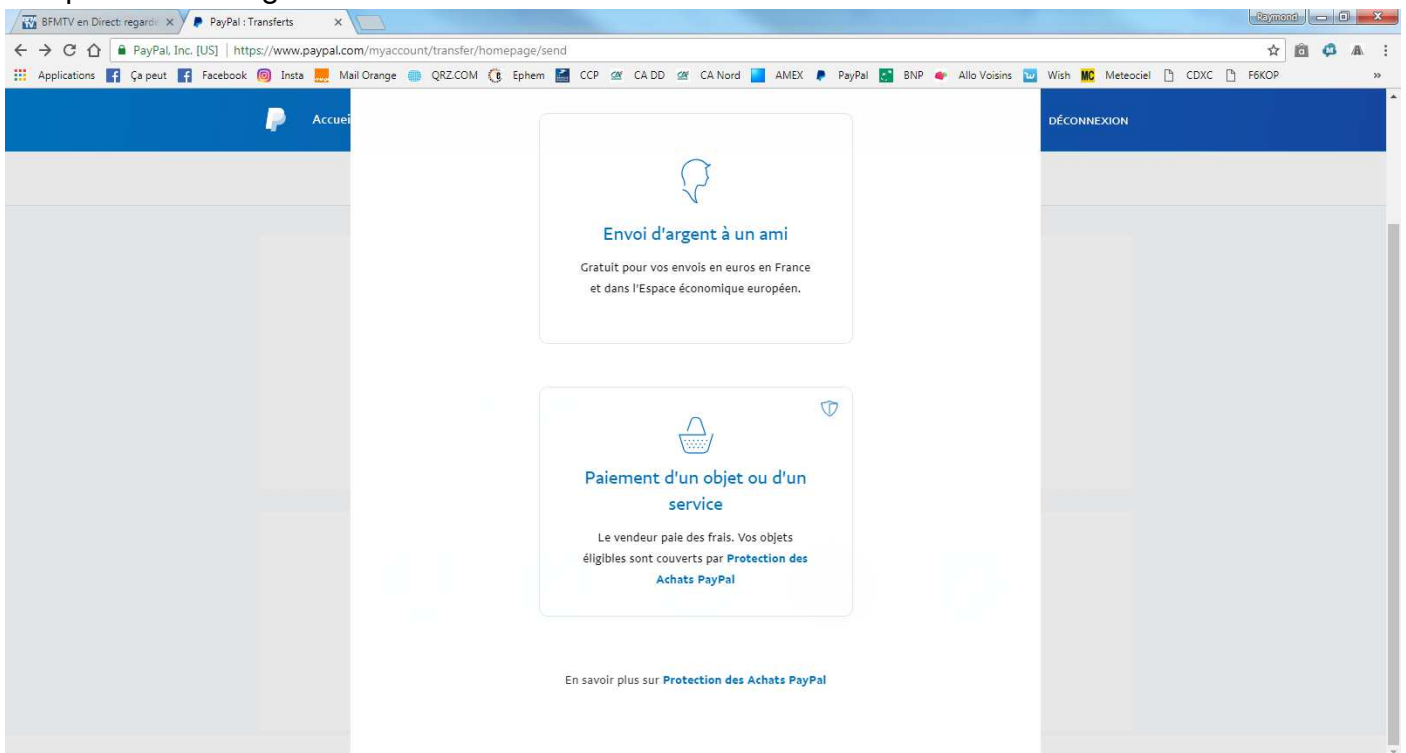 BFMTV en Direct: regarde
PayPal : Transferts
Raymond
PayPal, Inc. [US] | https://www.paypal.com/myaccount/transfer/homepage/send
Applications Ça peut Facebook Insta Mail Orange QRZ.COM Ephem CCP CA DD CA Nord AMEX PayPal BNP Allo Voisins Wish MC Meteociel CDXC F6KOP »
Accuei
DÉCONNEXION
Envoi d'argent à un ami
Gratuit pour vos envois en euros en France
et dans l'Espace économique européen.
Paiement d'un objet ou d'un
service
Le vendeur paie des frais. Vos objets
éligibles sont couverts par Protection des
Achats PayPal
En savoir plus sur Protection des Achats PayPal